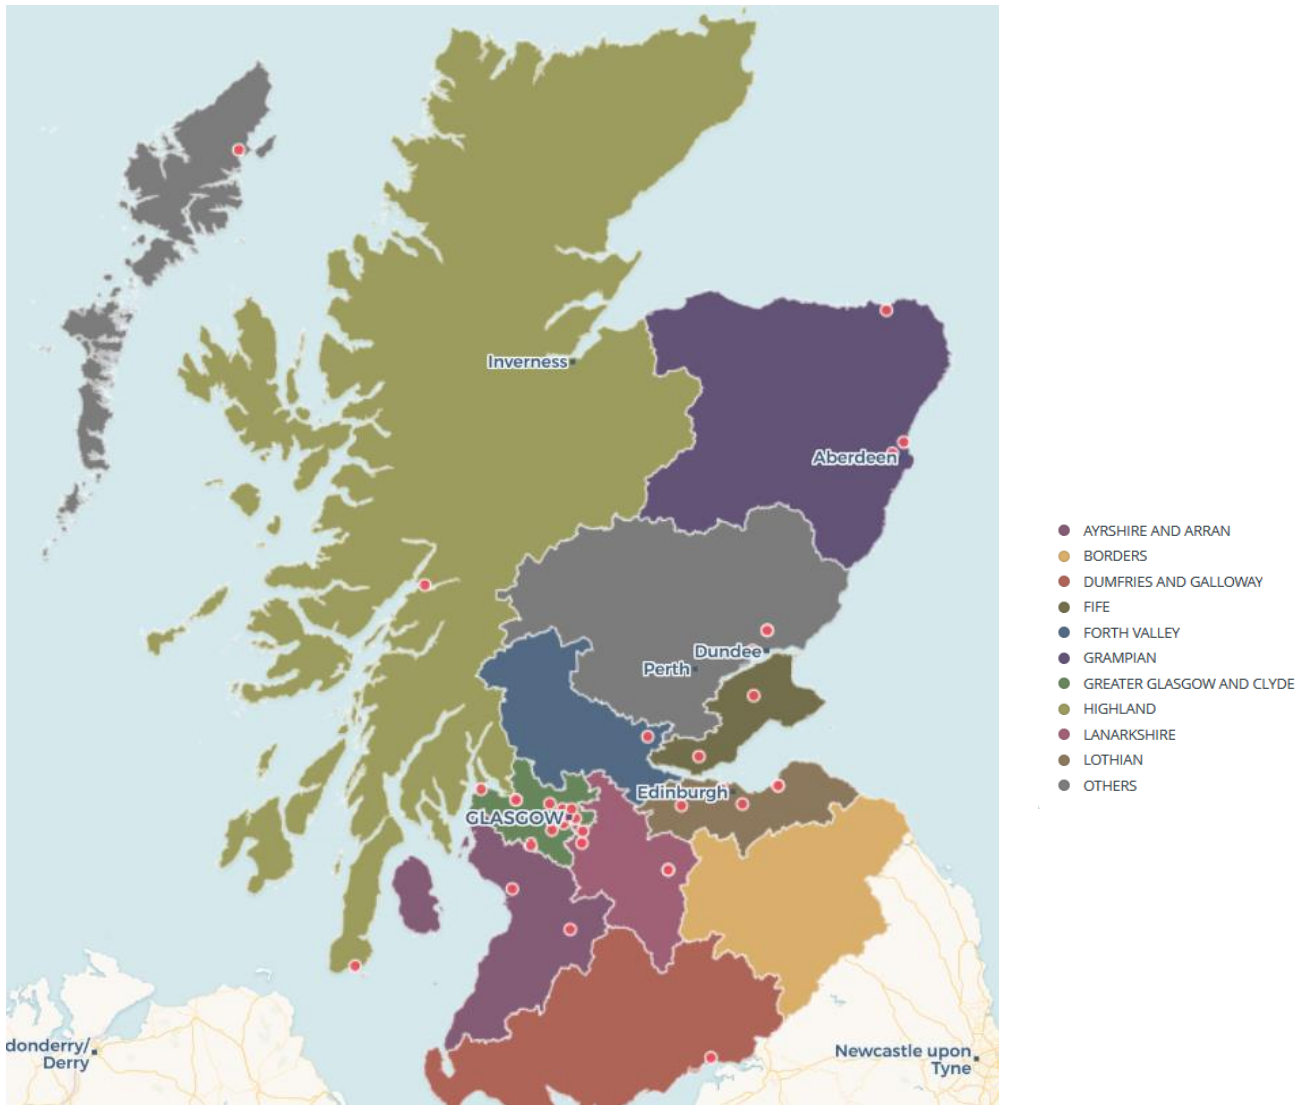 Inverness
Aberdeen
Dundee
Perth
Edinburgh
GLASGOW
donderry/
Derry
Newcastle upon
Tyne
AYRSHIRE AND ARRAN
BORDERS
DUMFRIES AND GALLOWAY
FIFE
FORTH VALLEY
GRAMPIAN
GREATER GLASGOW AND CLYDE
HIGHLAND
LANARKSHIRE
LOTHIAN
OTHERS